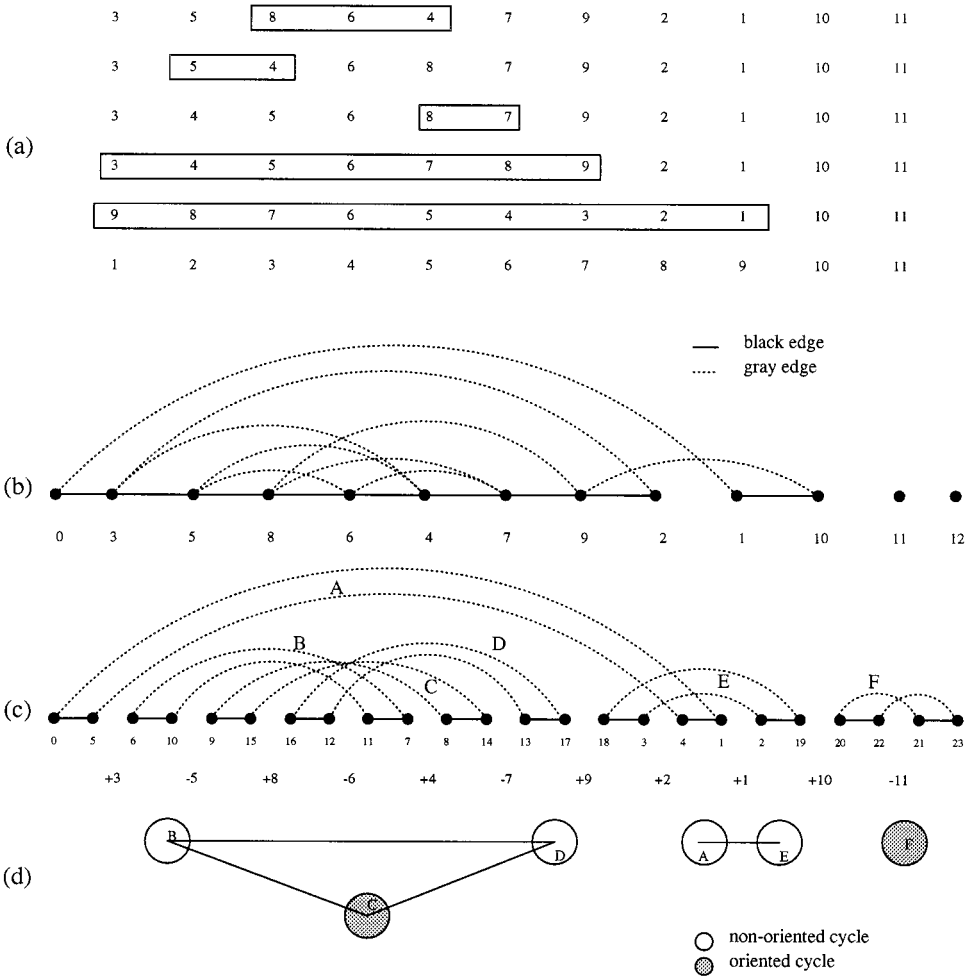 3 5 8 6 4 7 9 2 1 10 11
3 5 4 6 8 7 9 2 1 10 11
3 4 5 6 8 7 9 2 1 10 11
(a)
3 4 5 6 7 8 9 2 1 10 11
9 8 7 6 5 4 3 2 1 10 11
1 2 3 4 5 6 7 8 9 10 11
black edge
gray edge
(b)
0 3 5 8 6 4 7 9 2 1 10 11 12
A
B D
C E F
(c)
0 5 6 10 9 15 16 12 11 7 8 14 13 17 18 3 4 1 2 19 20 22 21 23
+3 -5 +8 -6 +4 -7 +9 +2 +1 +10 -11
B D A E F
(d)
C
non-oriented cycle
oriented cycle